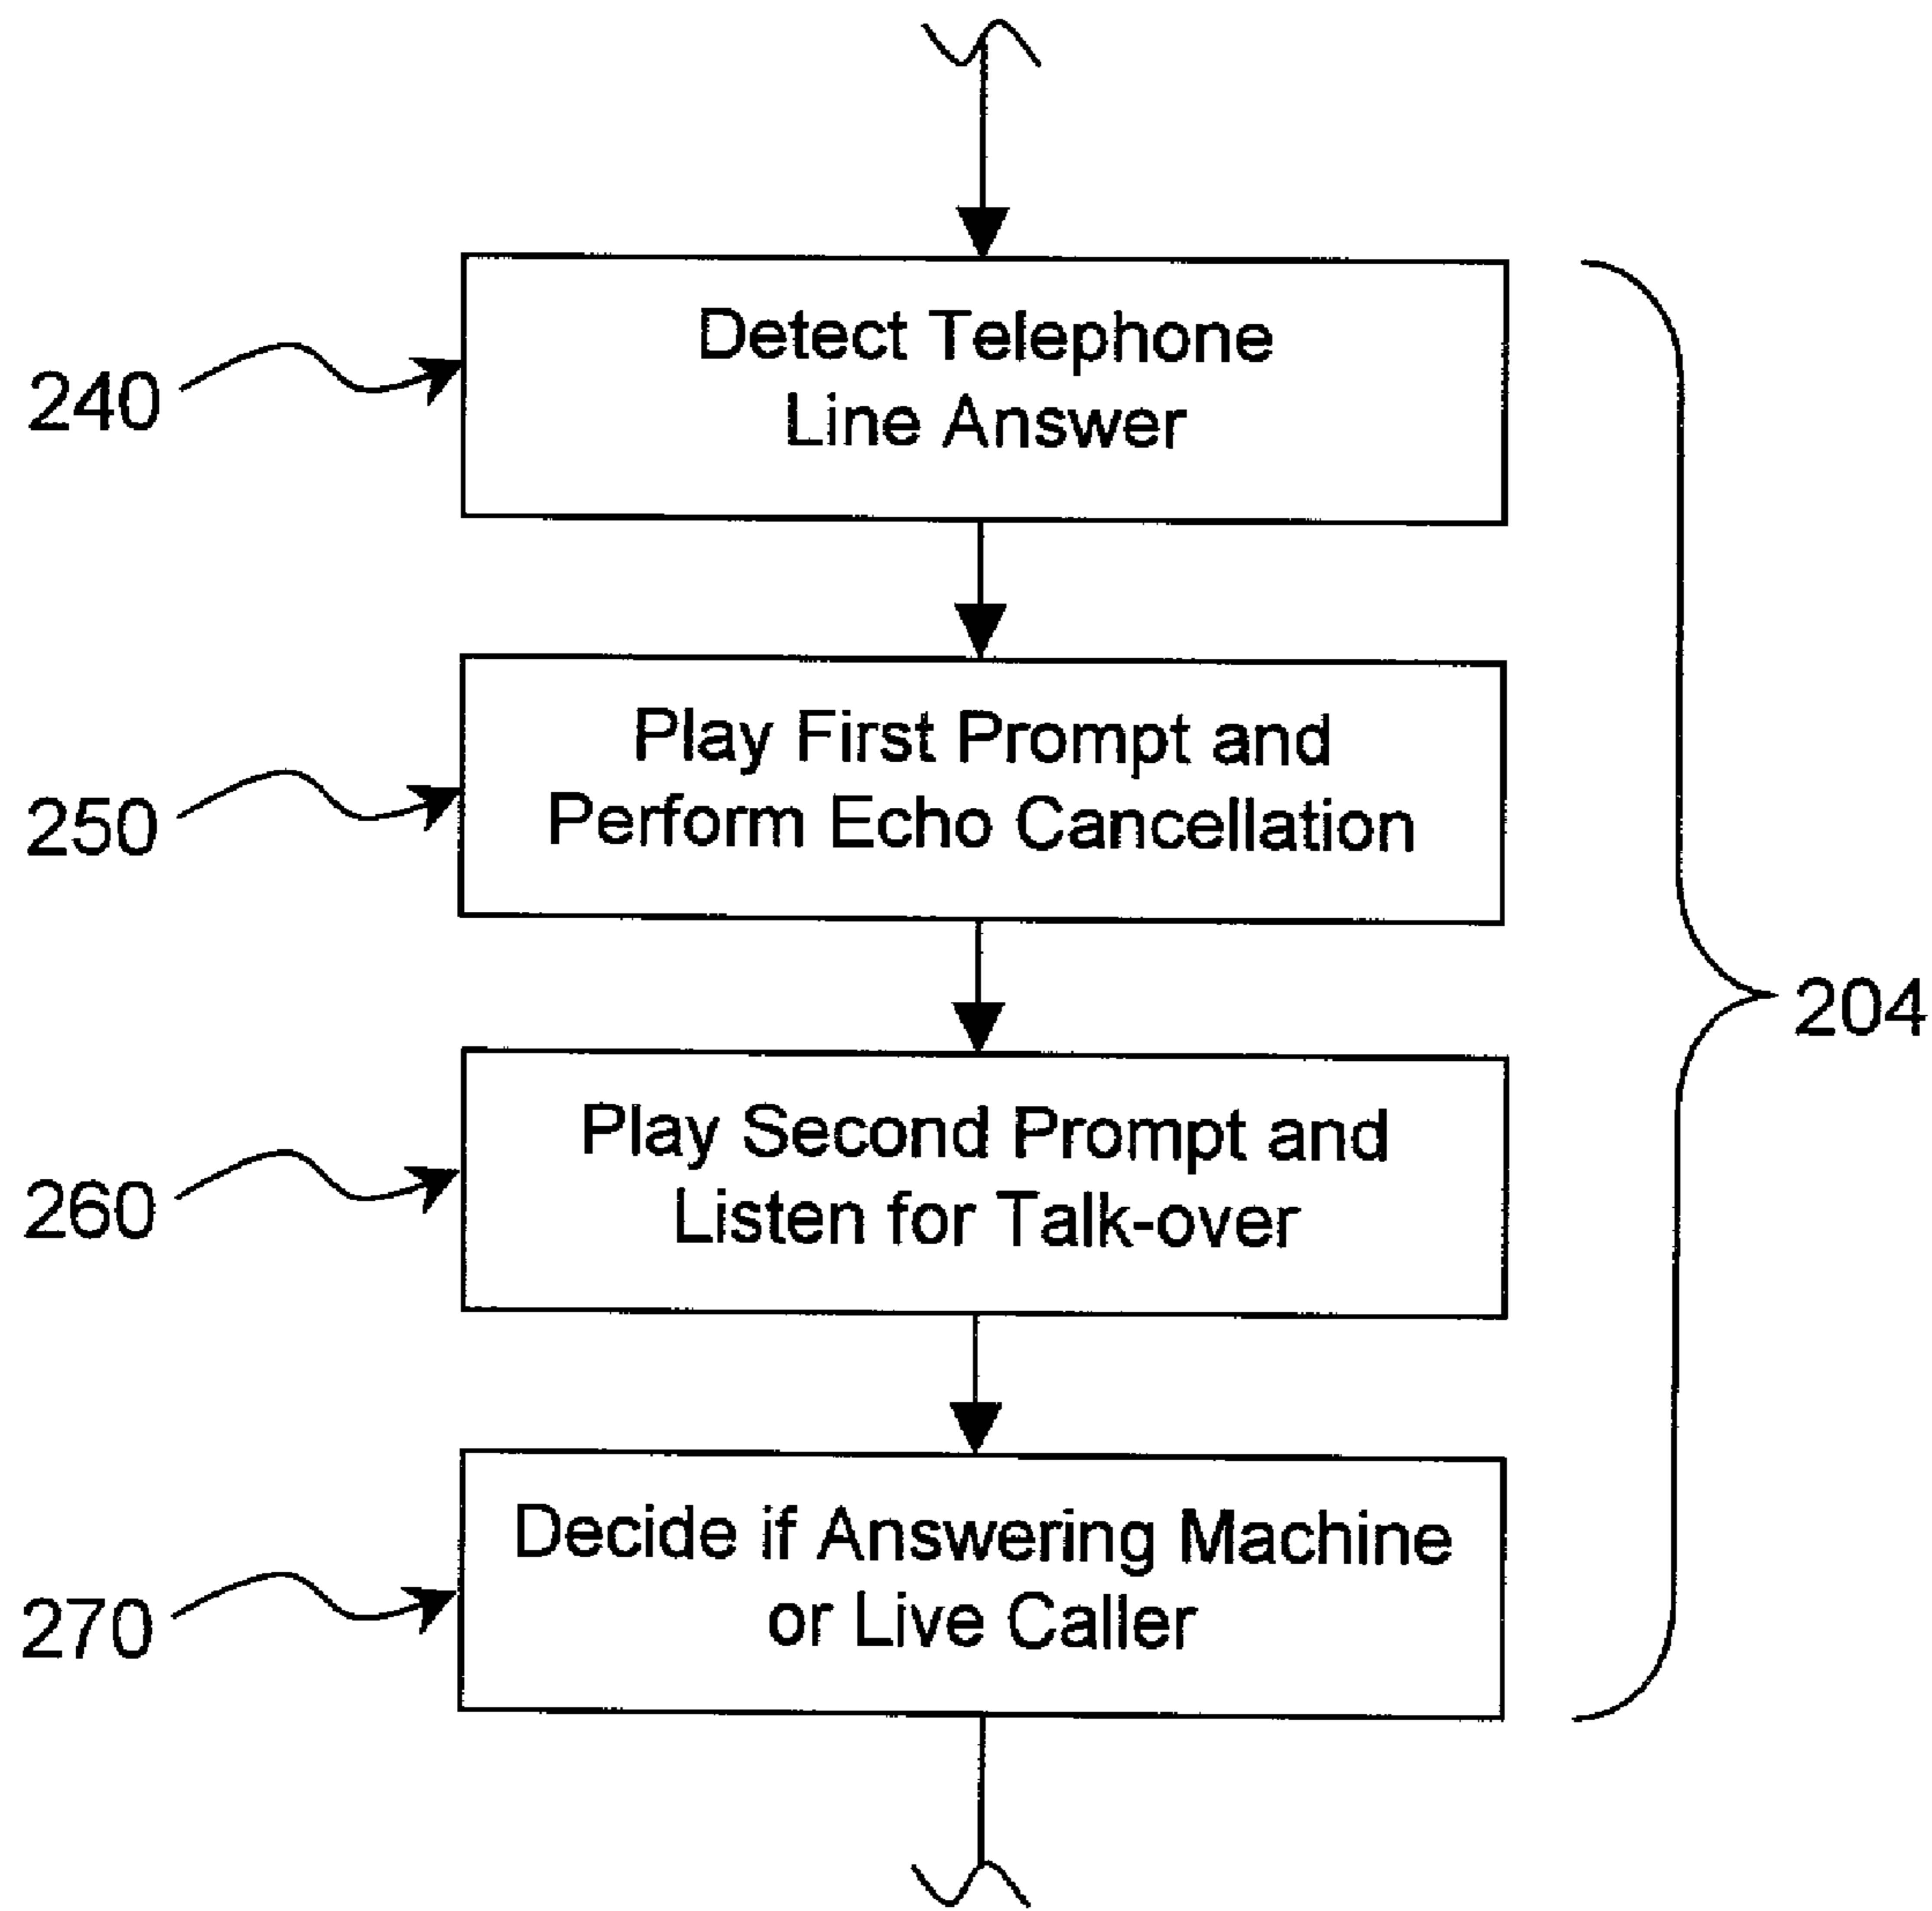 Detect Telephone
Line Answer
240
Play First Prompt and
Perform Echo Cancellation
250
204
Play Second Prompt and
Listen for Talk-over
260
Decide if Answering Machine
or Live Caller
270